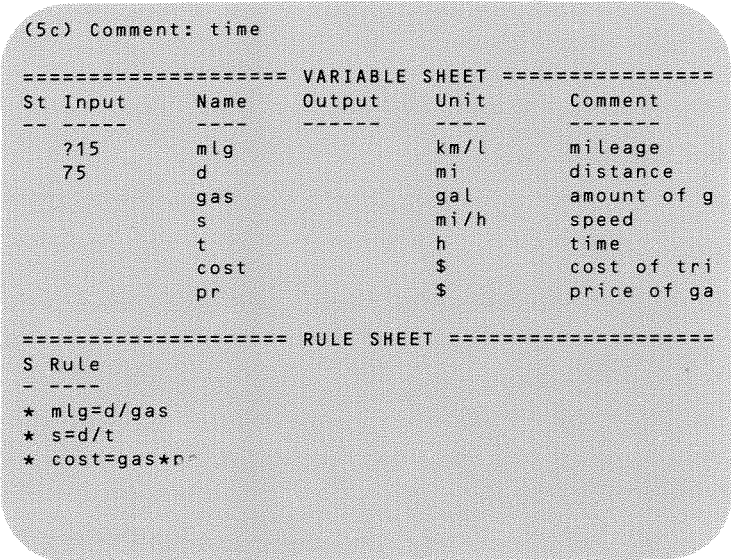 (5c) Comment: time
==================== VARIABLE SHEET ================
St Input Name Output Unit Comment
-- ----- ---- ------ ---- -------
?15 mlg km/l mileage
75 d mi distance
gas gal amount of g
s mi/h speed
t h time
cost $ cost of tri
pr $ price of ga
==================== RULE SHEET ====================
S Rule
- ----
* mlg=d/gas
* s=d/t